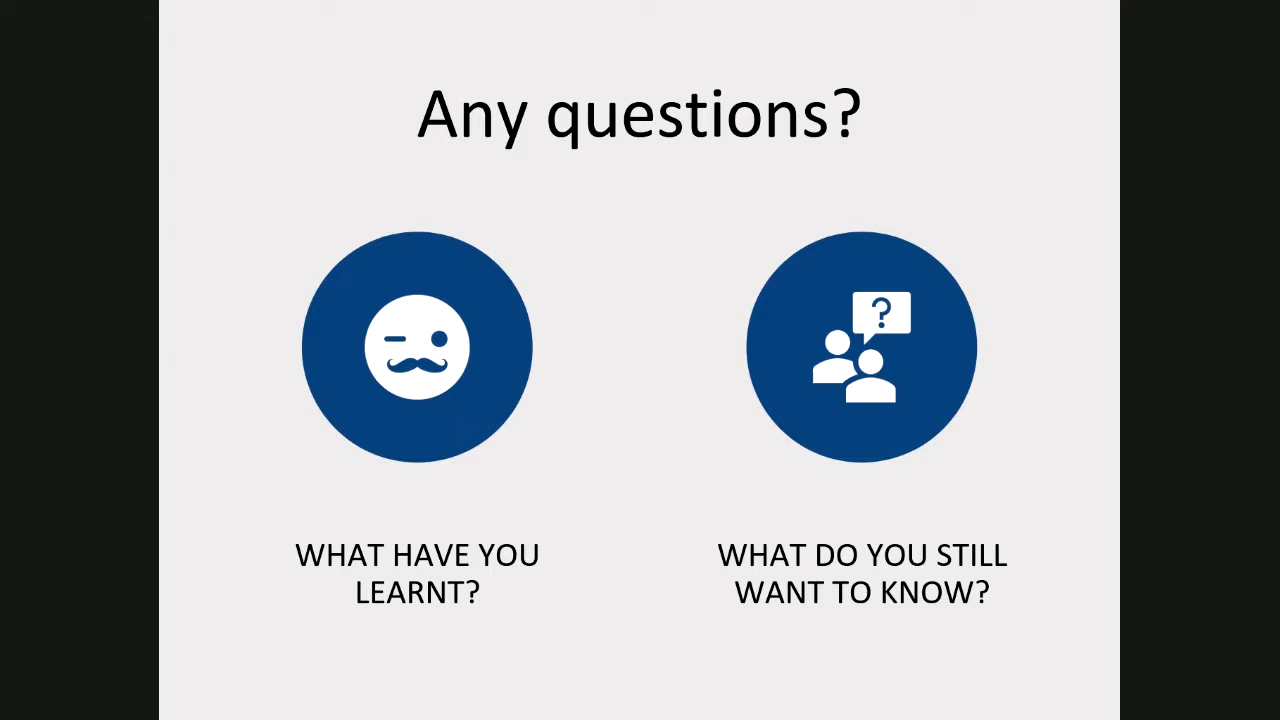 Any questions?
?
WHAT HAVE YOU
LEARNT?
WHAT DO YOU STILL
WANT TO KNOW?